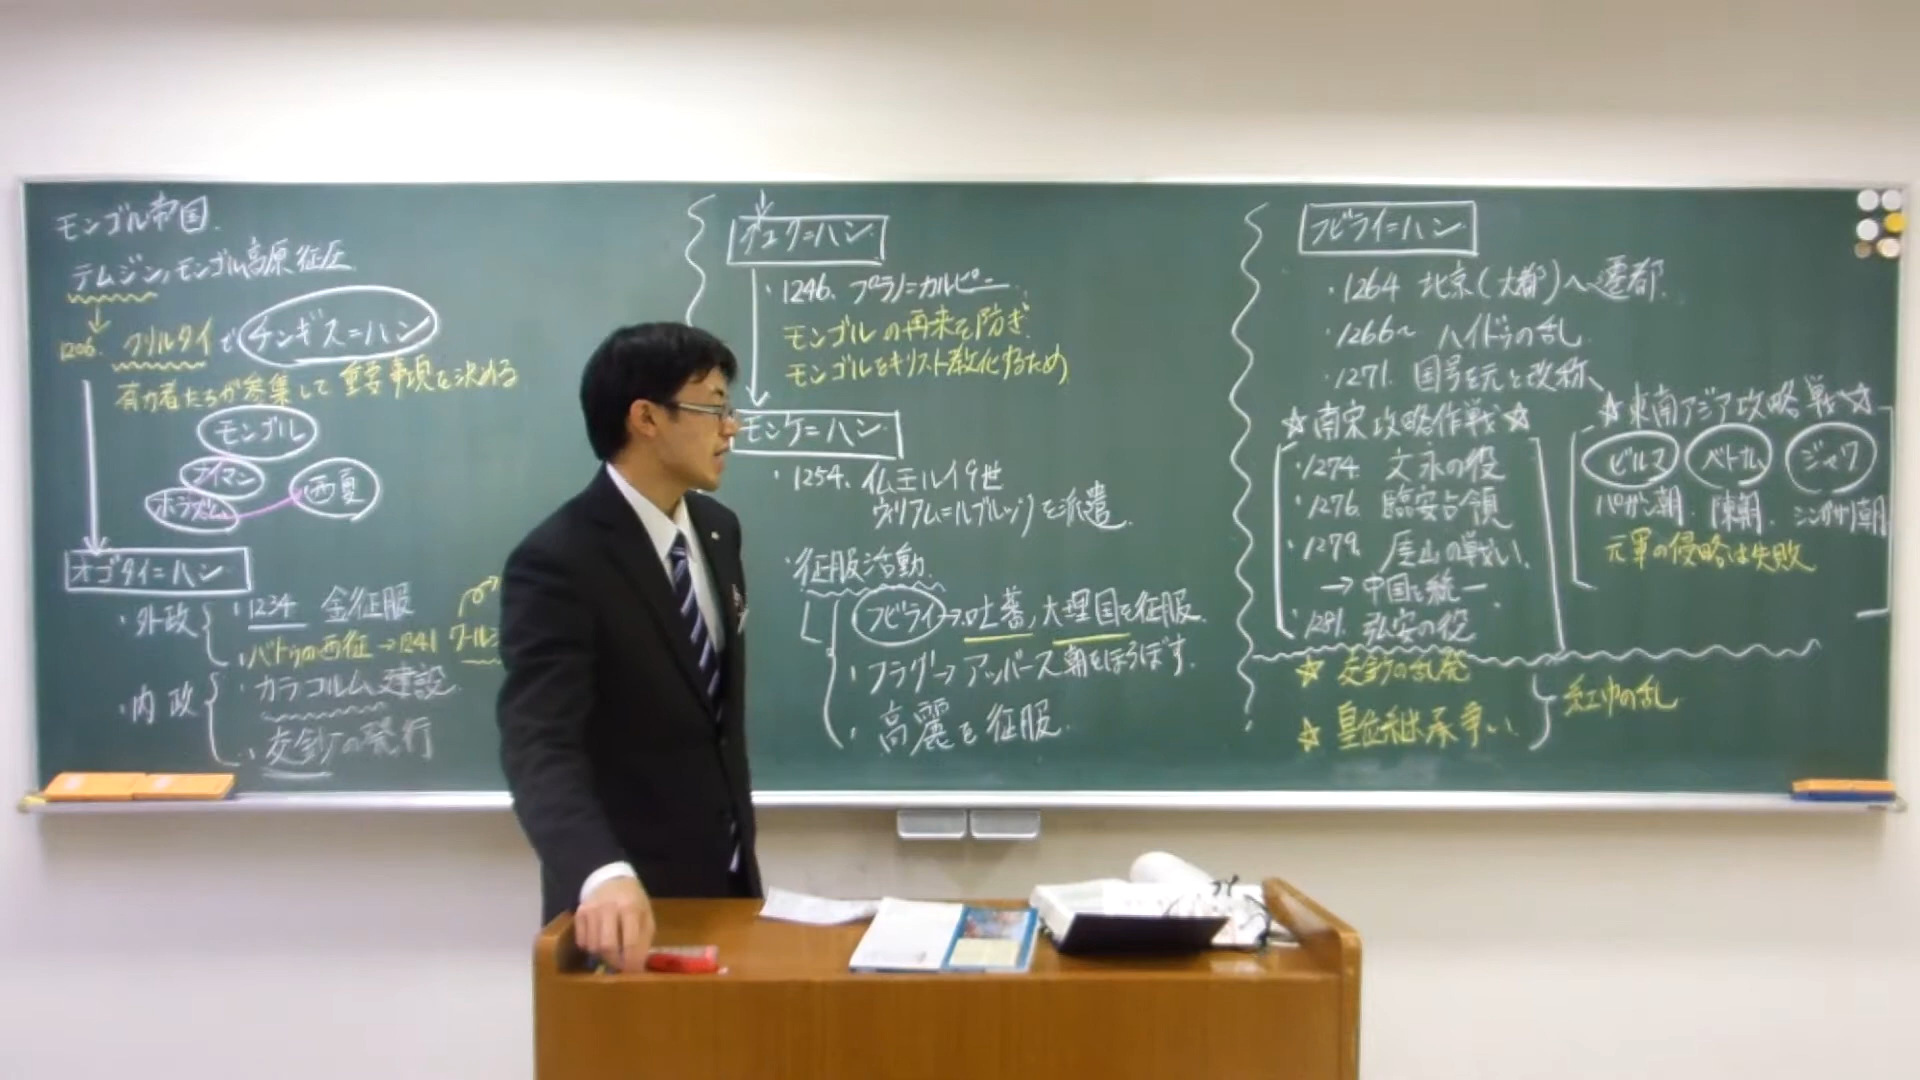 モンゴル帝国.
テムジン,モンゴル高原征圧
1206. クリルタイでチンギス=ハン
有力者たちが参集して重要事項を決める
モンゴル
ナイマン
ホラズム
西夏
オゴタイ=ハン
・外政
・1234 金征服
・バトゥの西征→1241 ワールシ
・内政
・カラコルム建設
・交鈔の発行
グユク=ハン
・1246. プラノ=カルピニ
モンゴルの再来を防ぎ
モンゴルをキリスト教化するため
モンケ=ハン
・1254. 仏王ルイ9世
ウィリアム=ルブルックを派遣.
・征服活動
フビライ→吐蕃,大理国を征服.
・フラグ→アッバース朝をほろぼす.
・高麗を征服.
フビライ=ハン
・1264 北京(大都)へ遷都.
・1266~ ハイドゥの乱
・1271. 国号を元と改称
☆南宋攻略作戦☆
・1274 文永の役
・1276. 臨安占領
・1279. 厓山の戦い.
→中国を統一
・1281. 弘安の役
☆東南アジア攻略戦☆
ビルマ
ベトナム
ジャワ
パガン朝.
陳朝.
シンガサリ朝
元軍の侵略は失敗
☆ 交鈔の乱発
☆ 皇位継承争い
紅巾の乱